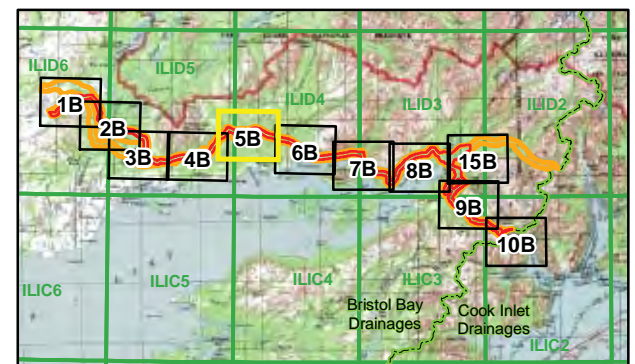 ILID6
ILID5
ILID4
ILID3
ILID2
1B
2B
3B
4B
5B
6B
7B
8B
15B
9B
10B
ILIC6
ILIC5
ILIC4
ILIC3
ILIC2
Bristol Bay
Drainages
Cook Inlet
Drainages